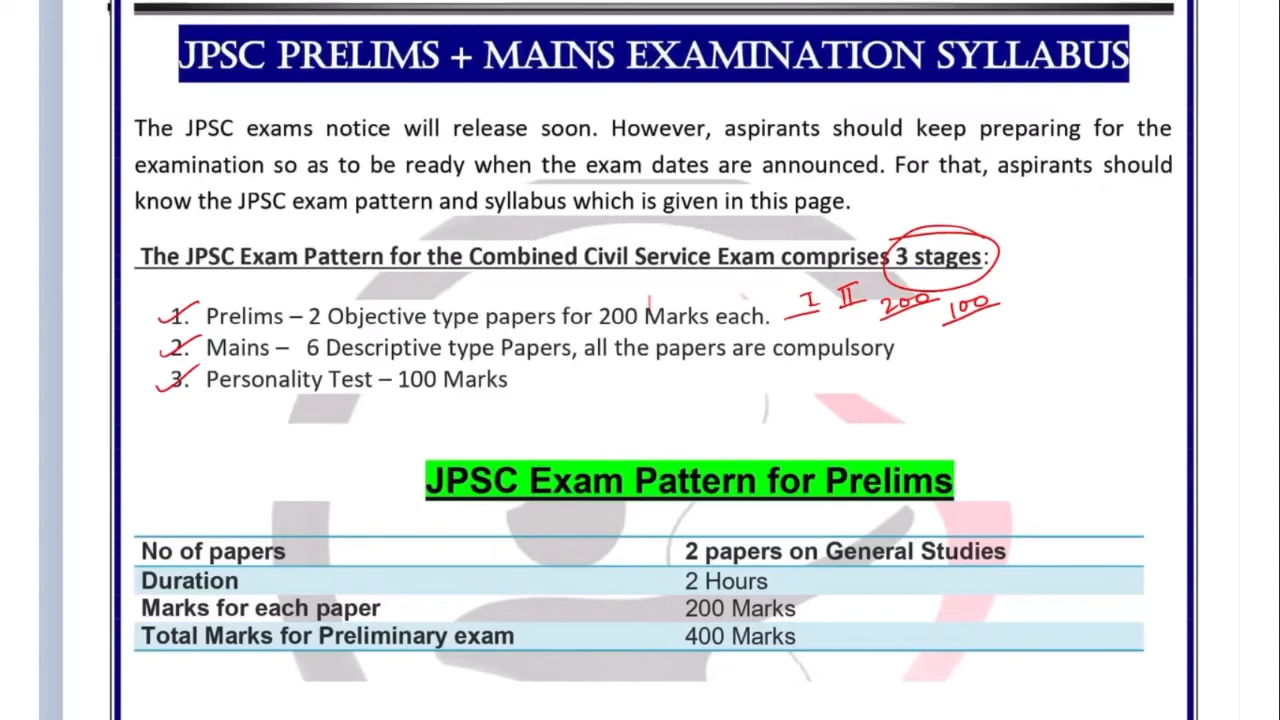 JPSC PRELIMS + MAINS EXAMINATION SYLLABUS
The JPSC exams notice will release soon. However, aspirants should keep preparing for the
examination so as to be ready when the exam dates are announced. For that, aspirants should
know the JPSC exam pattern and syllabus which is given in this page.
The JPSC Exam Pattern for the Combined Civil Service Exam comprises 3 stages:
1. Prelims – 2 Objective type papers for 200 Marks each. I II 200 100
2. Mains – 6 Descriptive type Papers, all the papers are compulsory
3. Personality Test – 100 Marks
JPSC Exam Pattern for Prelims
No of papers 2 papers on General Studies
Duration 2 Hours
Marks for each paper 200 Marks
Total Marks for Preliminary exam 400 Marks